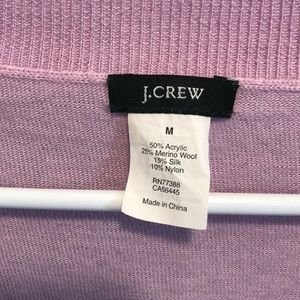 J.CREW
M
50% Acrylic
25% Merino Wool
15% Silk
10% Nylon
RN77388
CA56445
Made in China